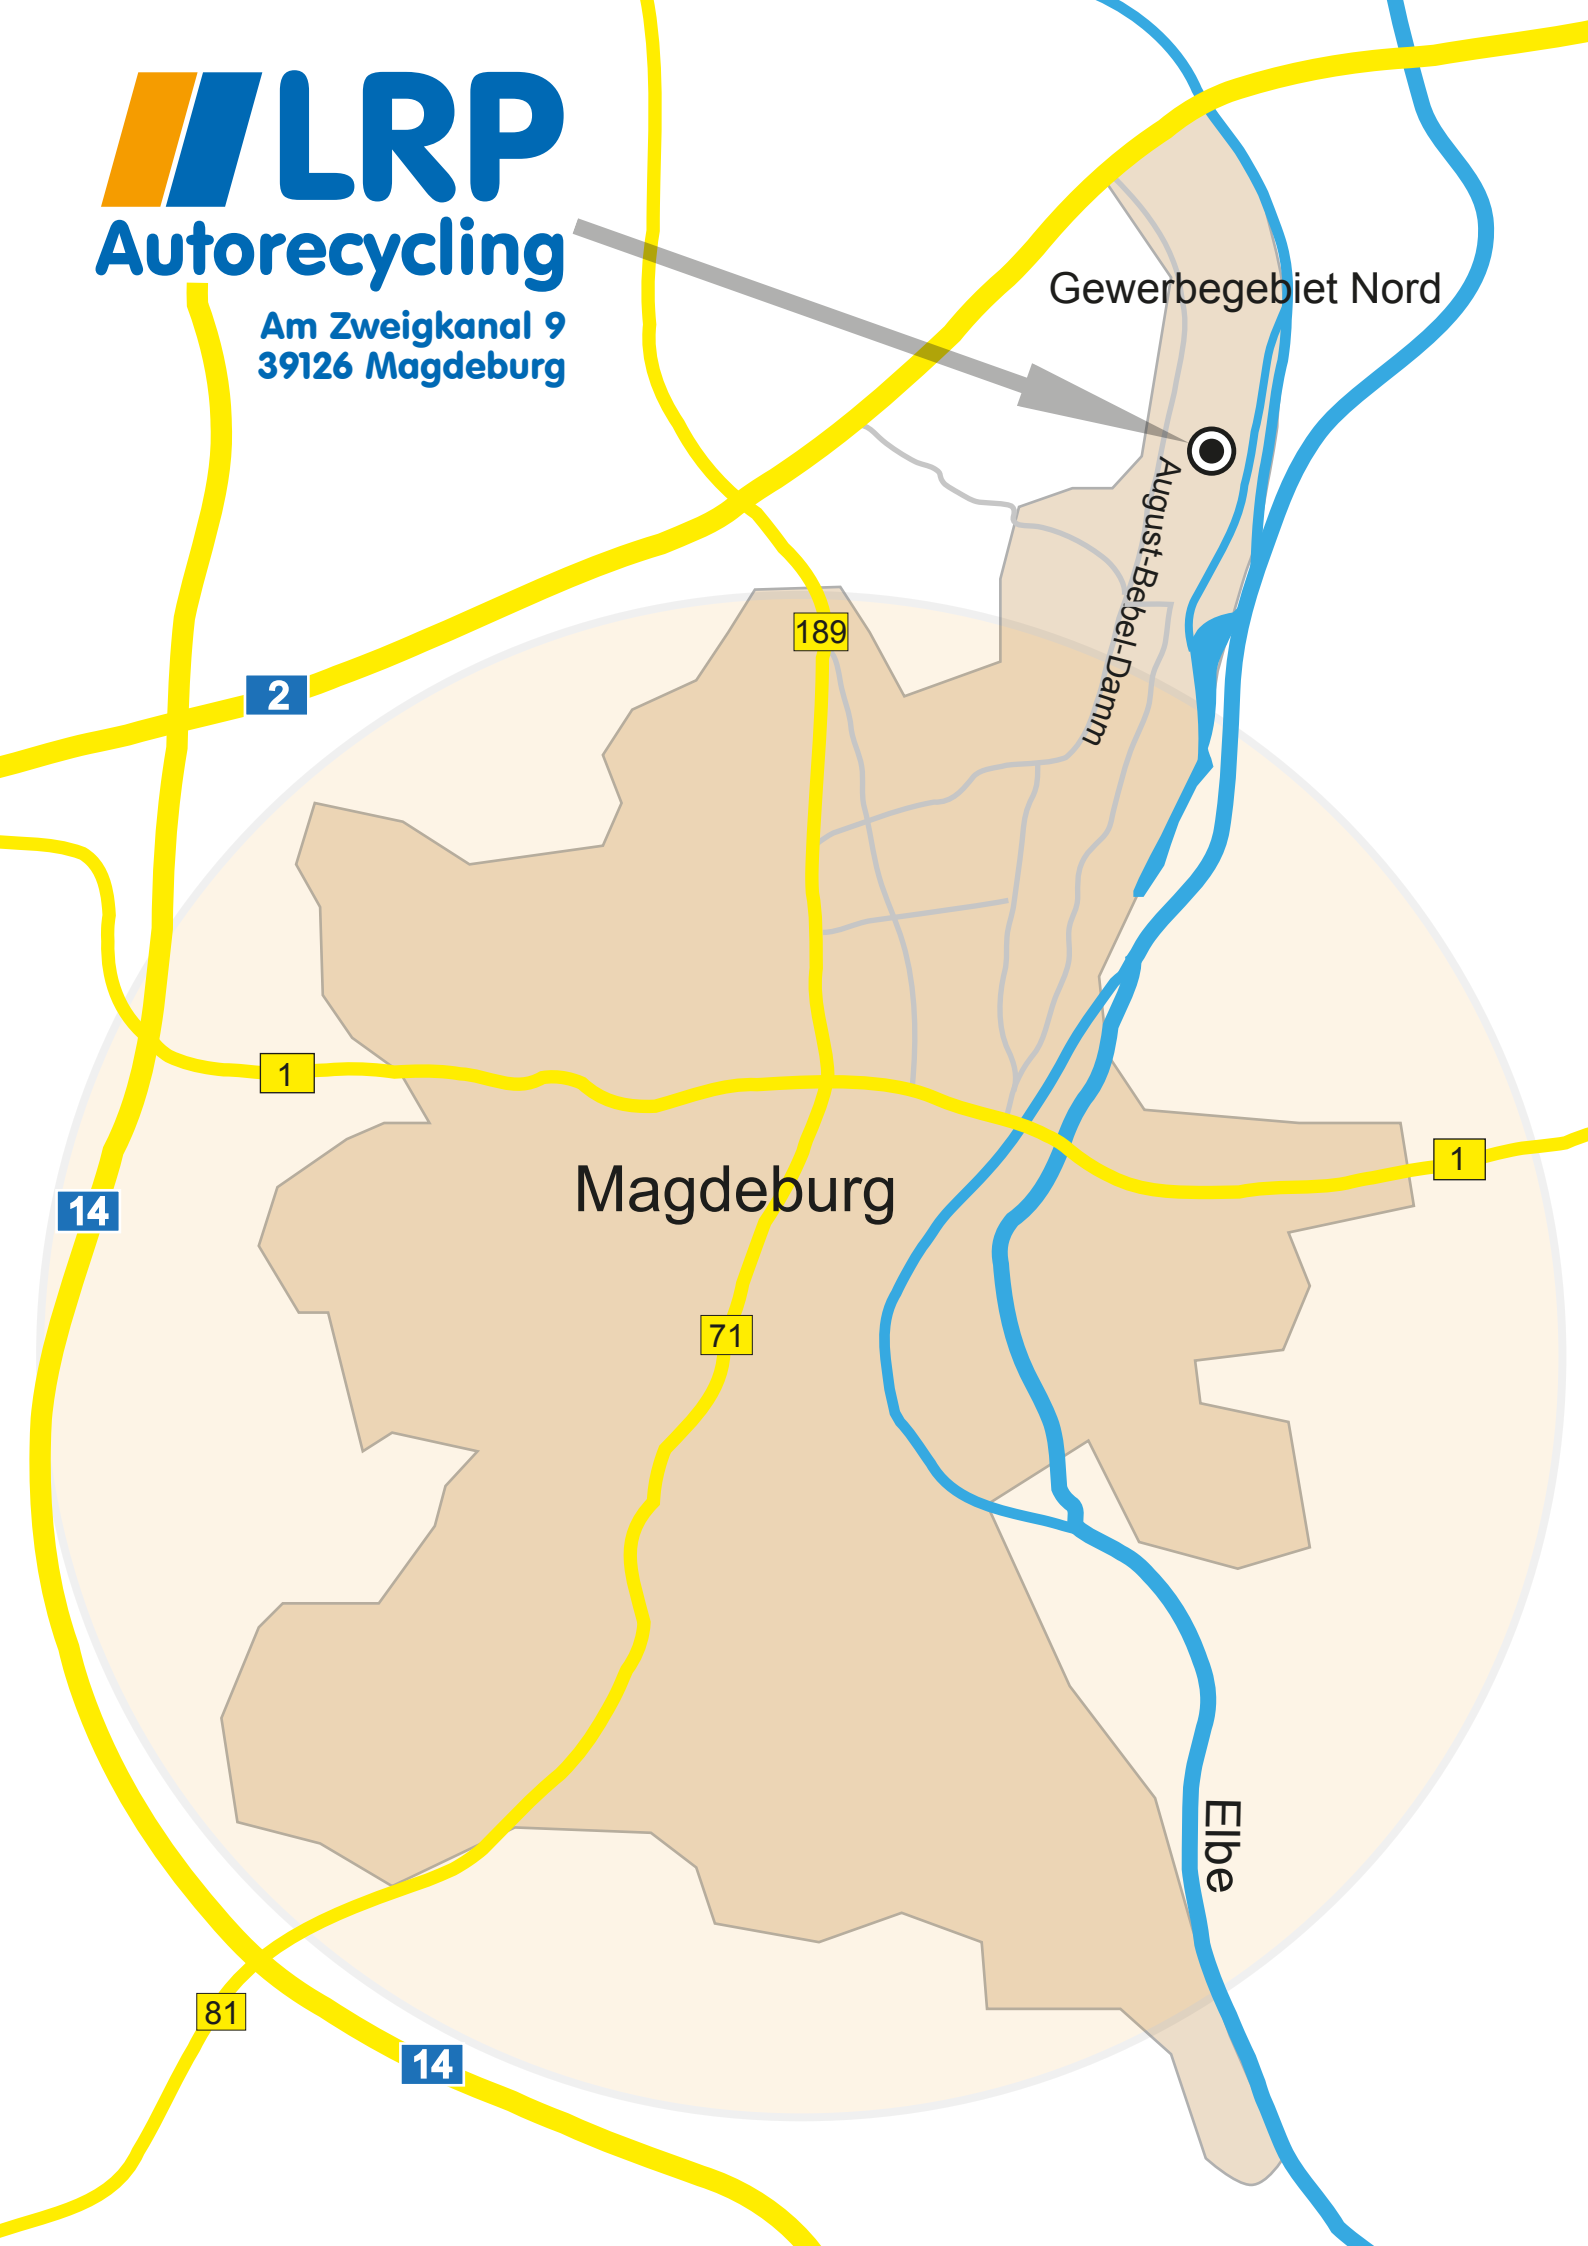 LRP
Autorecycling
Am Zweigkanal 9
39126 Magdeburg
Gewerbegebiet Nord
August-Bebel-Damm
189
2
1
14
Magdeburg
1
71
Elbe
81
14